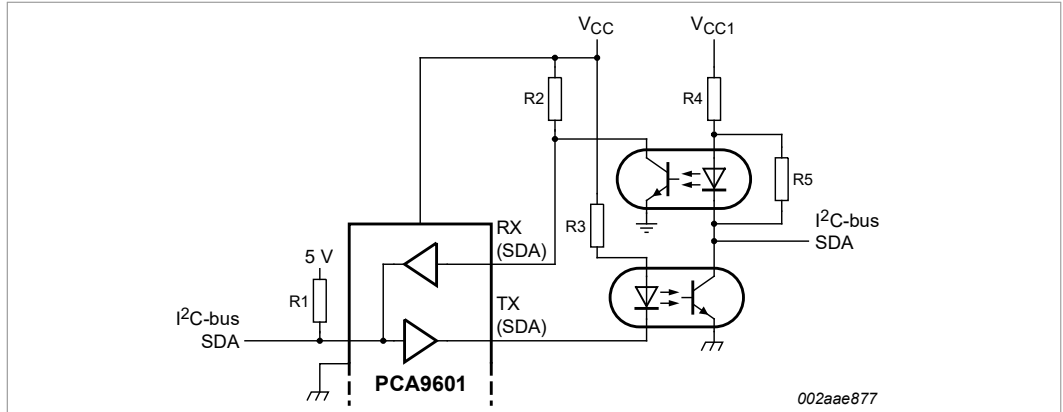 VCC
VCC1
R2
R4
R5
R3
I2C-bus
SDA
RX
(SDA)
5 V
R1
TX
(SDA)
I2C-bus
SDA
PCA9601
002aae877